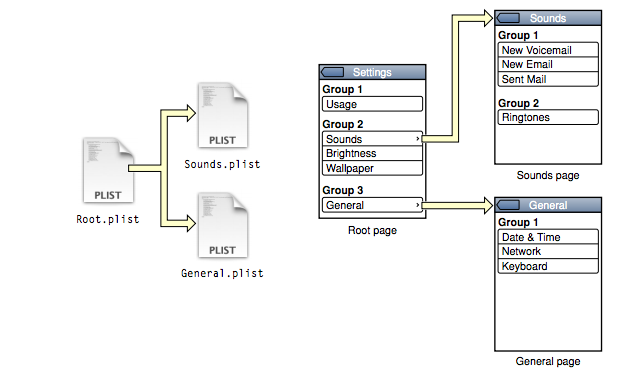 PLIST
Root.plist
PLIST
Sounds.plist
PLIST
General.plist
Settings
Group 1
Usage
Group 2
Sounds ›
Brightness
Wallpaper
Group 3
General ›
Root page
Sounds
Group 1
New Voicemail
New Email
Sent Mail
Group 2
Ringtones
Sounds page
General
Group 1
Date & Time
Network
Keyboard
General page